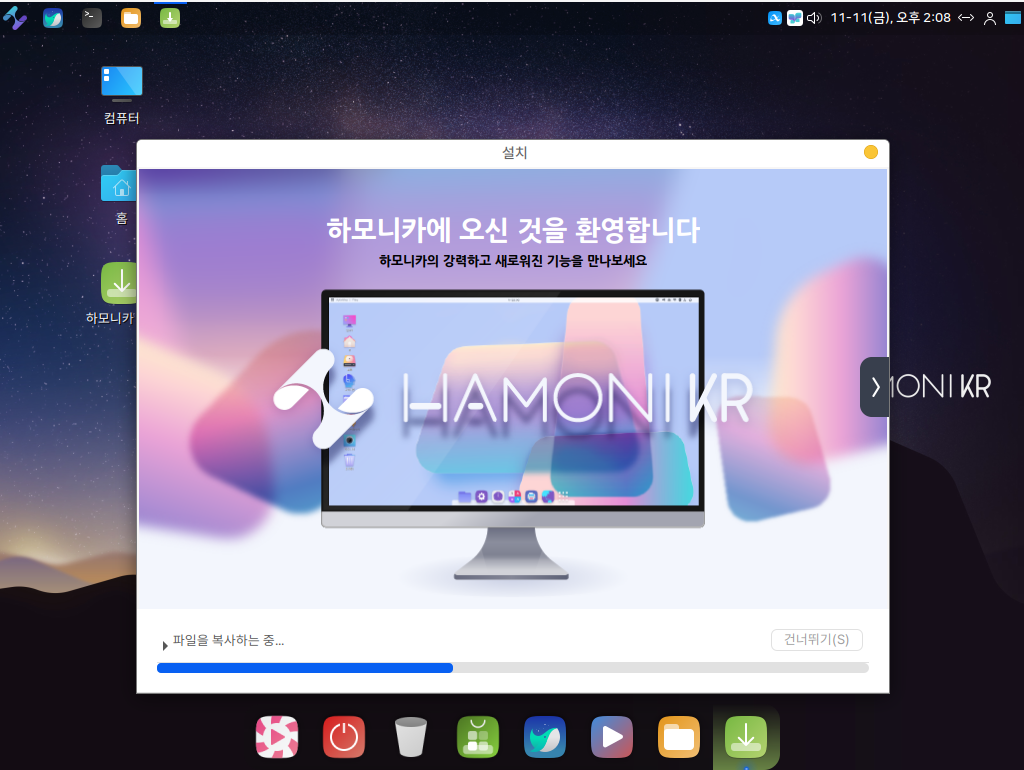 11-11(금), 오후 2:08
컴퓨터
설치
홈
하모니카에 오신 것을 환영합니다
하모니카의 강력하고 새로워진 기능을 만나보세요
하모니카
HAMONIKR
MONIKR
파일을 복사하는 중...
건너뛰기(S)